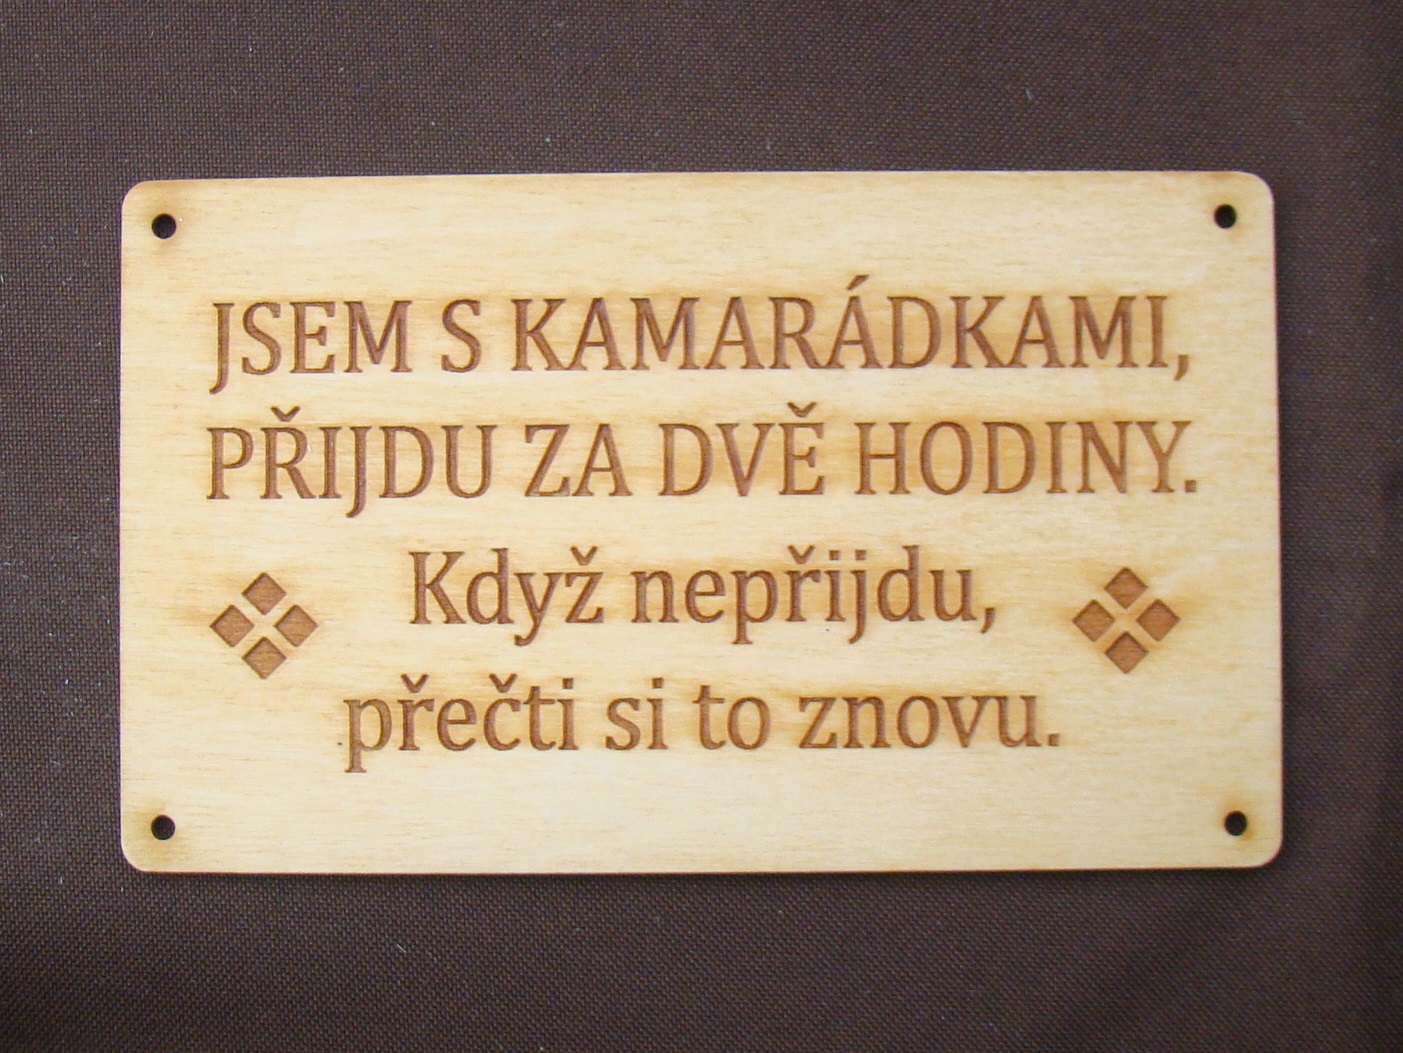 JSEM S KAMARÁDKAMI,
PŘIJDU ZA DVĚ HODINY.
Když nepřijdu,
přečti si to znovu.